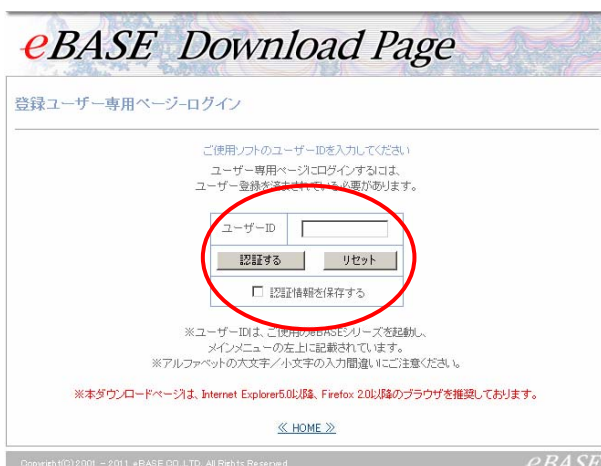 eBASE Download Page
登録ユーザー専用ページ-ログイン
ご使用ソフトのユーザーIDを入力してください
ユーザー専用ページにログインするには、
ユーザー登録を済まされている必要があります。
ユーザーID
認証する リセット
認証情報を保存する
※ユーザーIDは、ご使用のeBASEシリーズを起動し、
メインメニューの左上に記載されています。
※アルファベットの大文字/小文字の入力間違いにご注意ください。
※本ダウンロードページは、Internet Explorer5.0以降、Firefox 2.0以降のブラウザを推奨しております。
≪ HOME ≫
Copyright(C)2001 - 2011 eBASE CO.,LTD. All Rights Reserved.
eBASE